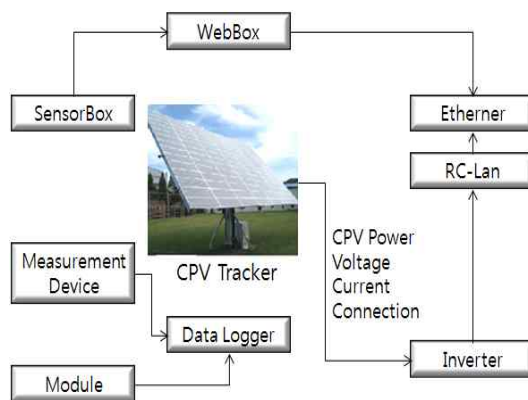 WebBox
SensorBox
Etherner
RC-Lan
CPV Power
Voltage
Current
Connection
Measurement
Device
CPV Tracker
Data Logger
Inverter
Module